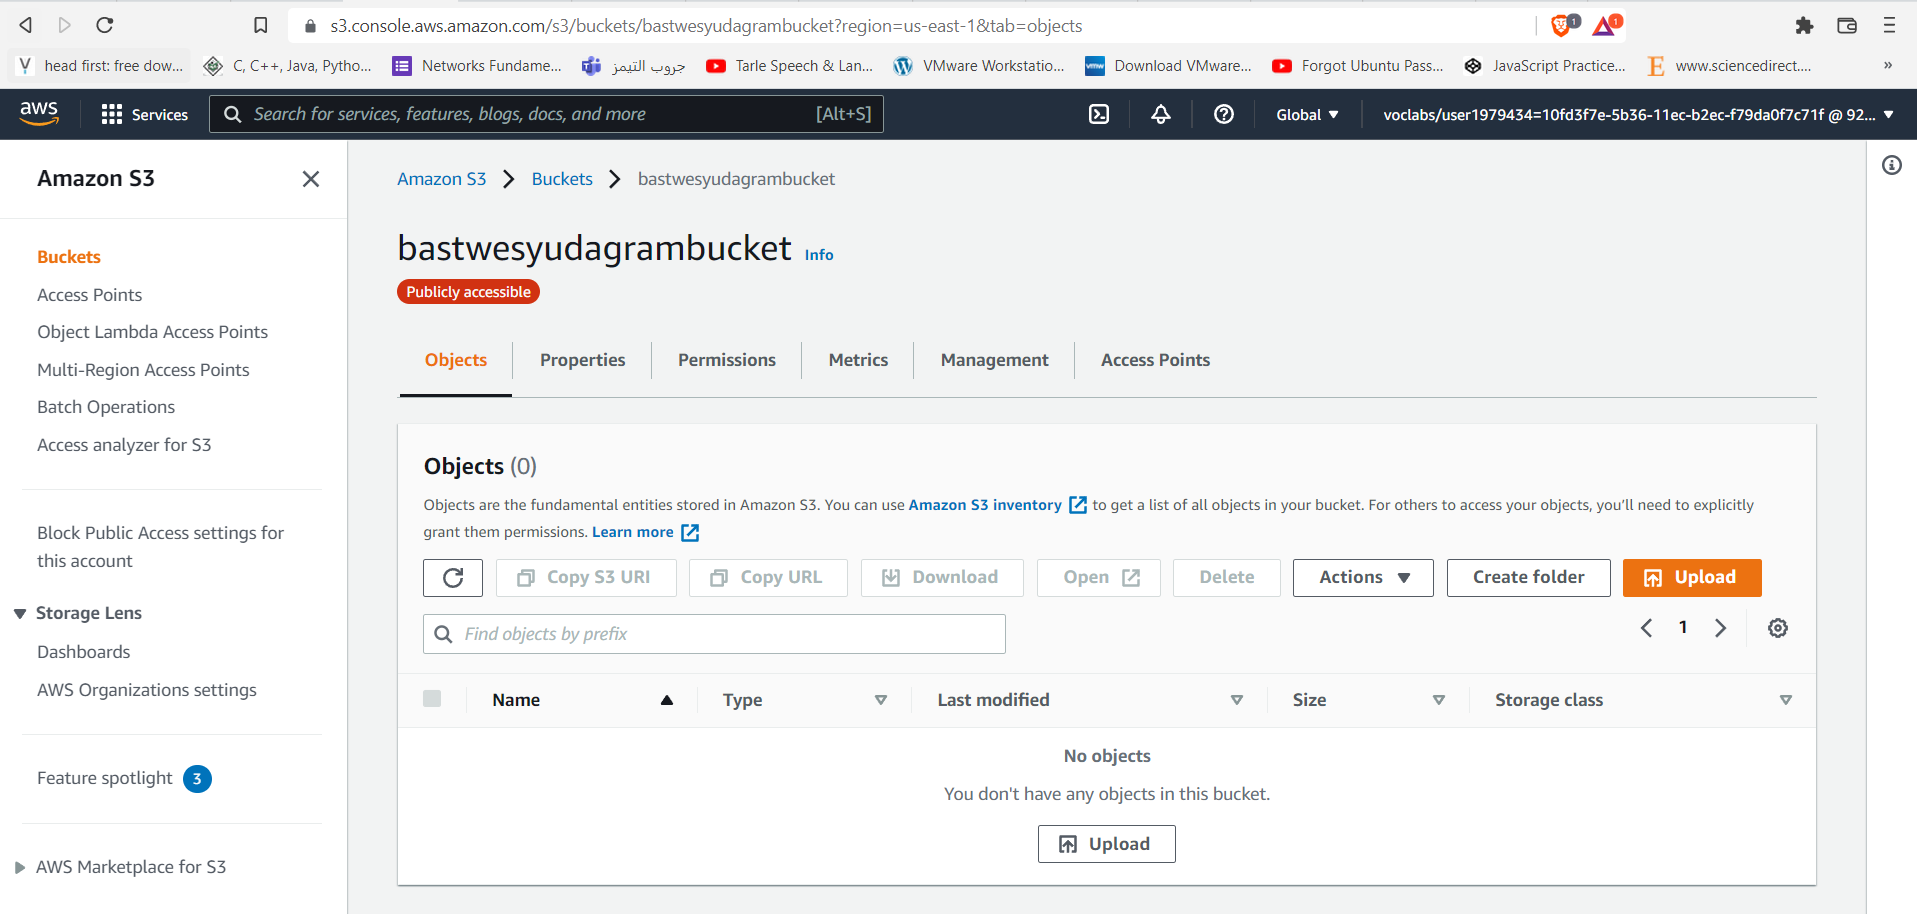 s3.console.aws.amazon.com/s3/buckets/bastwesyudagrambucket?region=us-east-1&tab=objects
1
1
head first: free dow...
C, C++, Java, Pytho...
Networks Fundame...
جروب التيمز
Tarle Speech & Lan...
VMware Workstatio...
Download VMware...
Forgot Ubuntu Pass...
JavaScript Practice...
www.sciencedirect....
»
aws
Services
Search for services, features, blogs, docs, and more
[Alt+S]
Global
voclabs/user1979434=10fd3f7e-5b36-11ec-b2ec-f79da0f7c71f @ 92...
Amazon S3
Buckets
Access Points
Object Lambda Access Points
Multi-Region Access Points
Batch Operations
Access analyzer for S3
Block Public Access settings for
this account
Storage Lens
Dashboards
AWS Organizations settings
Feature spotlight 3
AWS Marketplace for S3
Amazon S3 > Buckets > bastwesyudagrambucket
bastwesyudagrambucket Info
Publicly accessible
Objects
Properties
Permissions
Metrics
Management
Access Points
Objects (0)
Objects are the fundamental entities stored in Amazon S3. You can use Amazon S3 inventory to get a list of all objects in your bucket. For others to access your objects, you'll need to explicitly
grant them permissions. Learn more
Copy S3 URI
Copy URL
Download
Open
Delete
Actions
Create folder
Upload
Find objects by prefix
1
Name
Type
Last modified
Size
Storage class
No objects
You don't have any objects in this bucket.
Upload